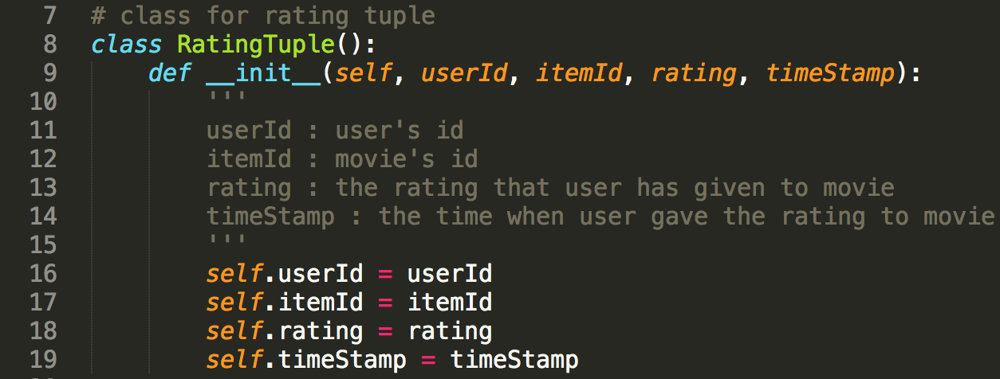 7 # class for rating tuple
8 class RatingTuple():
9     def __init__(self, userId, itemId, rating, timeStamp):
10         '''
11         userId : user's id
12         itemId : movie's id
13         rating : the rating that user has given to movie
14         timeStamp : the time when user gave the rating to movie
15         '''
16         self.userId = userId
17         self.itemId = itemId
18         self.rating = rating
19         self.timeStamp = timeStamp